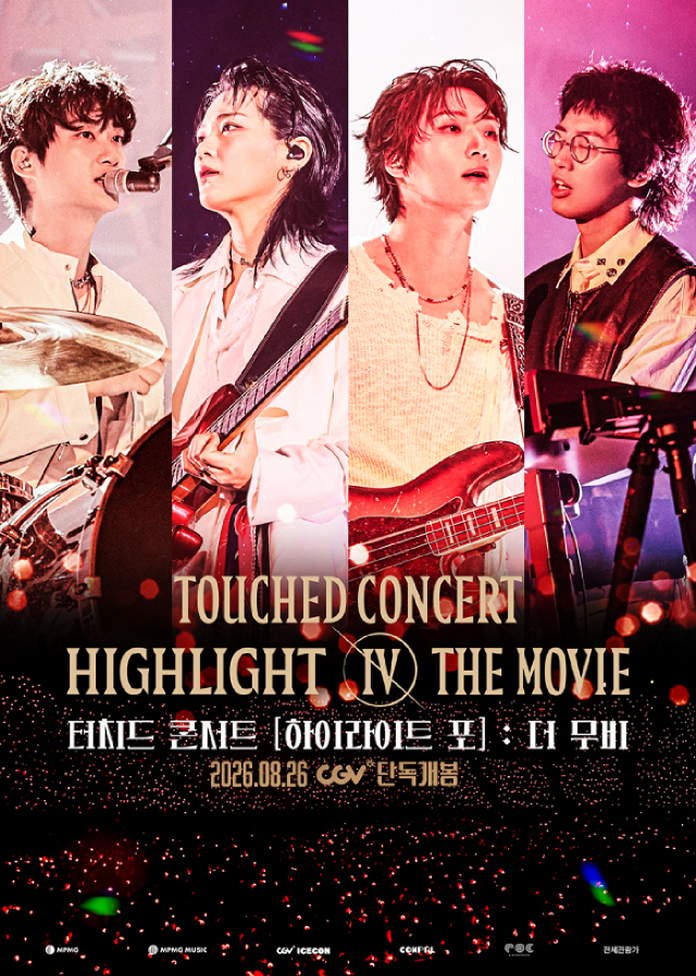 TOUCHED CONCERT
HIGHLIGHT IV THE MOVIE
터치드 콘서트 [하이라이트 포] : 더 무비
2026.08.26 CGV 단독개봉
MPMG MPMG MUSIC CGV ICECON 전체관람가